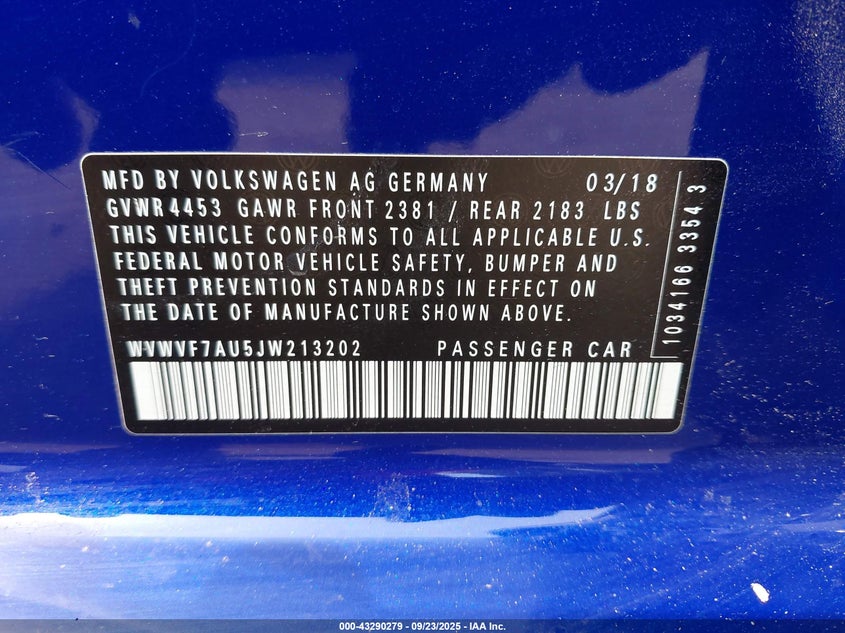 MFD BY VOLKSWAGEN AG GERMANY 03/18
GVWR 4453 GAWR FRONT 2381 / REAR 2183 LBS
THIS VEHICLE CONFORMS TO ALL APPLICABLE U.S.
FEDERAL MOTOR VEHICLE SAFETY, BUMPER AND
THEFT PREVENTION STANDARDS IN EFFECT ON
THE DATE OF MANUFACTURE SHOWN ABOVE.
WVWVF7AU5JW213202 PASSENGER CAR
1034166 3354 3
000-43290279 - 09/23/2025 - IAA Inc.